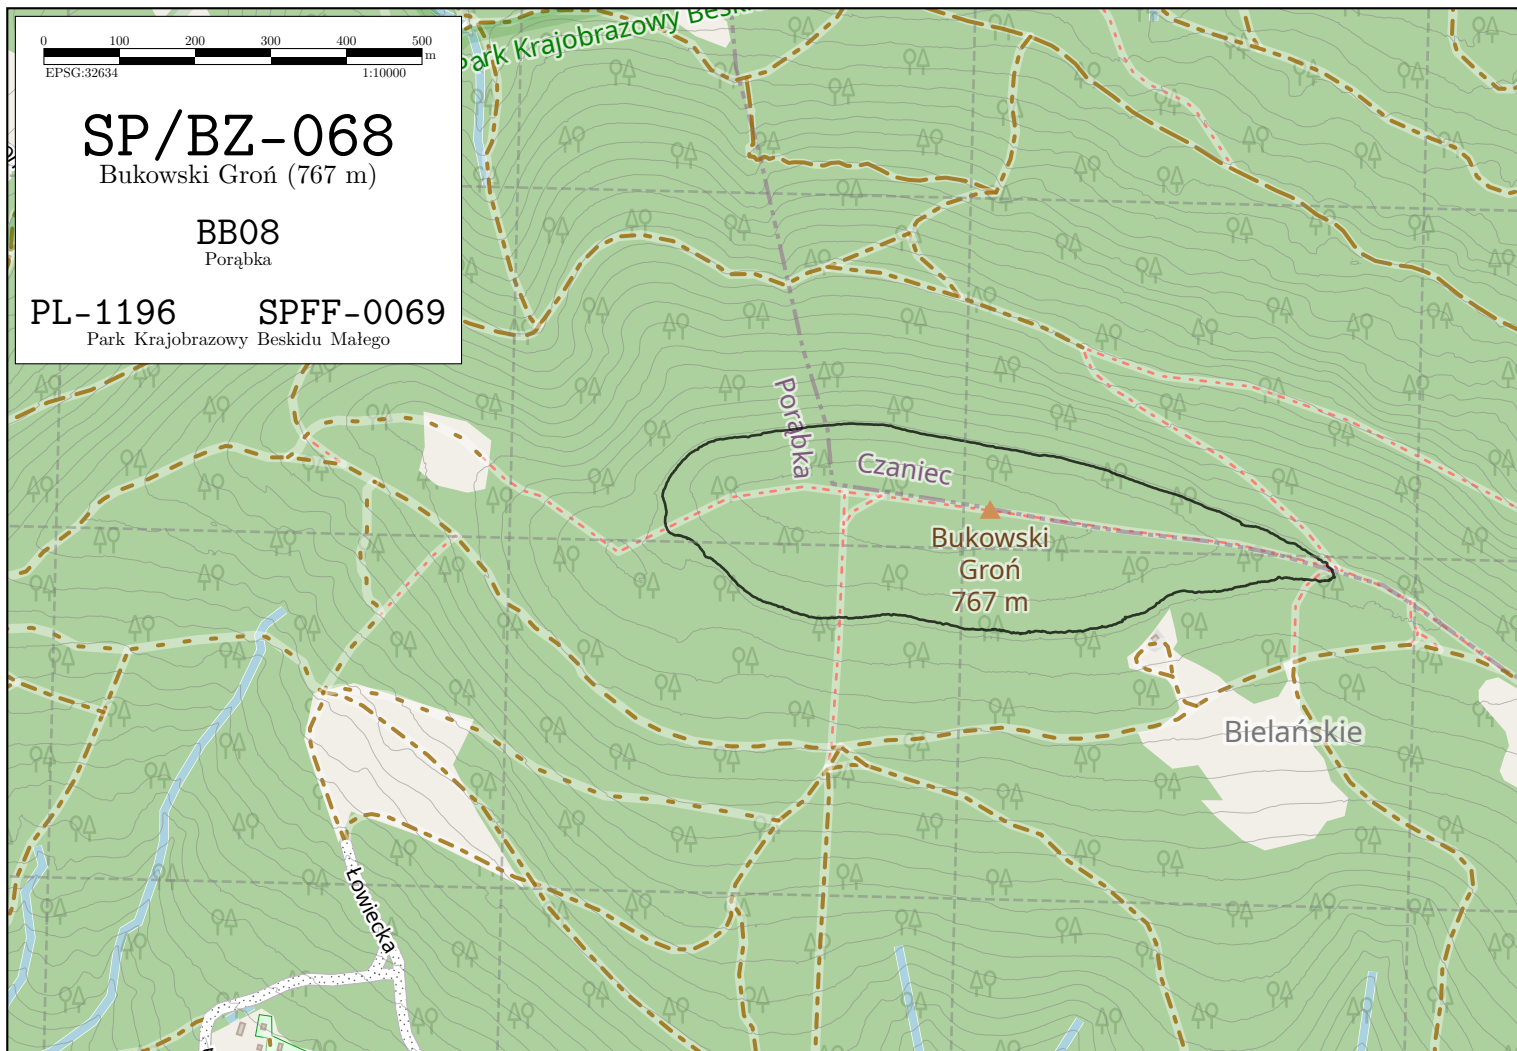 0 100 200 300 400 500
m
EPSG:32634 1:10000
SP/BZ-068
Bukowski Groń (767 m)
BB08
Porąbka
PL-1196 SPFF-0069
Park Krajobrazowy Beskidu Małego
Park Krajobrazowy
Porąbka
Czaniec
Bukowski
Groń
767 m
Bielańskie
Łowiecka